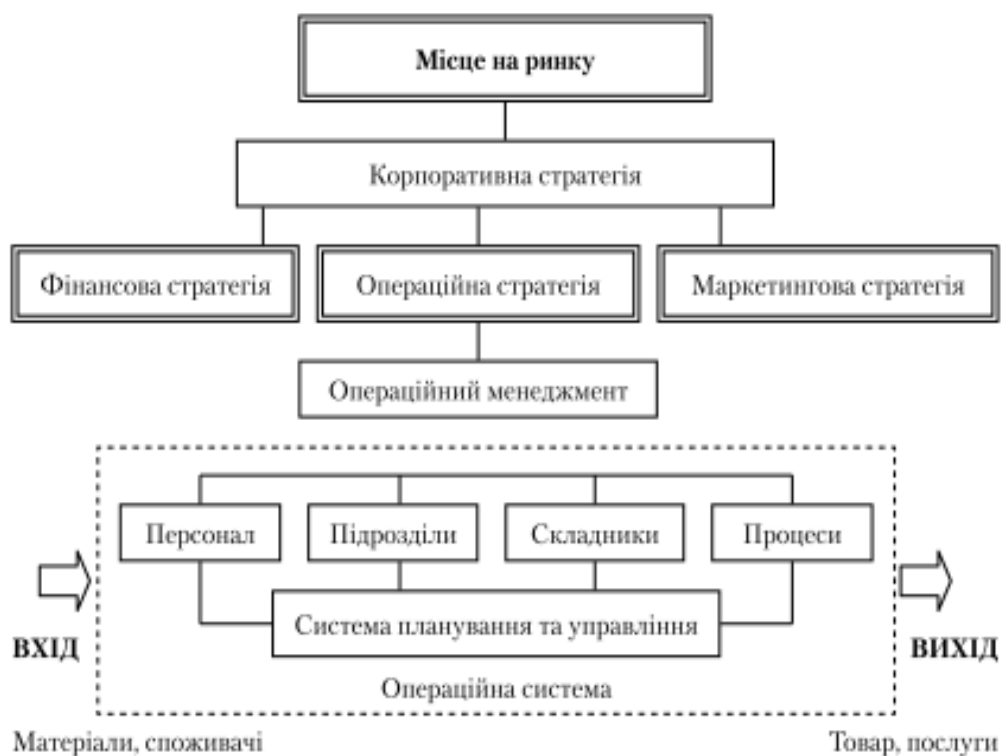 Місце на ринку
Корпоративна стратегія
Фінансова стратегія
Операційна стратегія
Маркетингова стратегія
Операційний менеджмент
Персонал
Підрозділи
Складники
Процеси
Система планування та управління
ВХІД
ВИХІД
Операційна система
Матеріали, споживачі
Товар, послуги